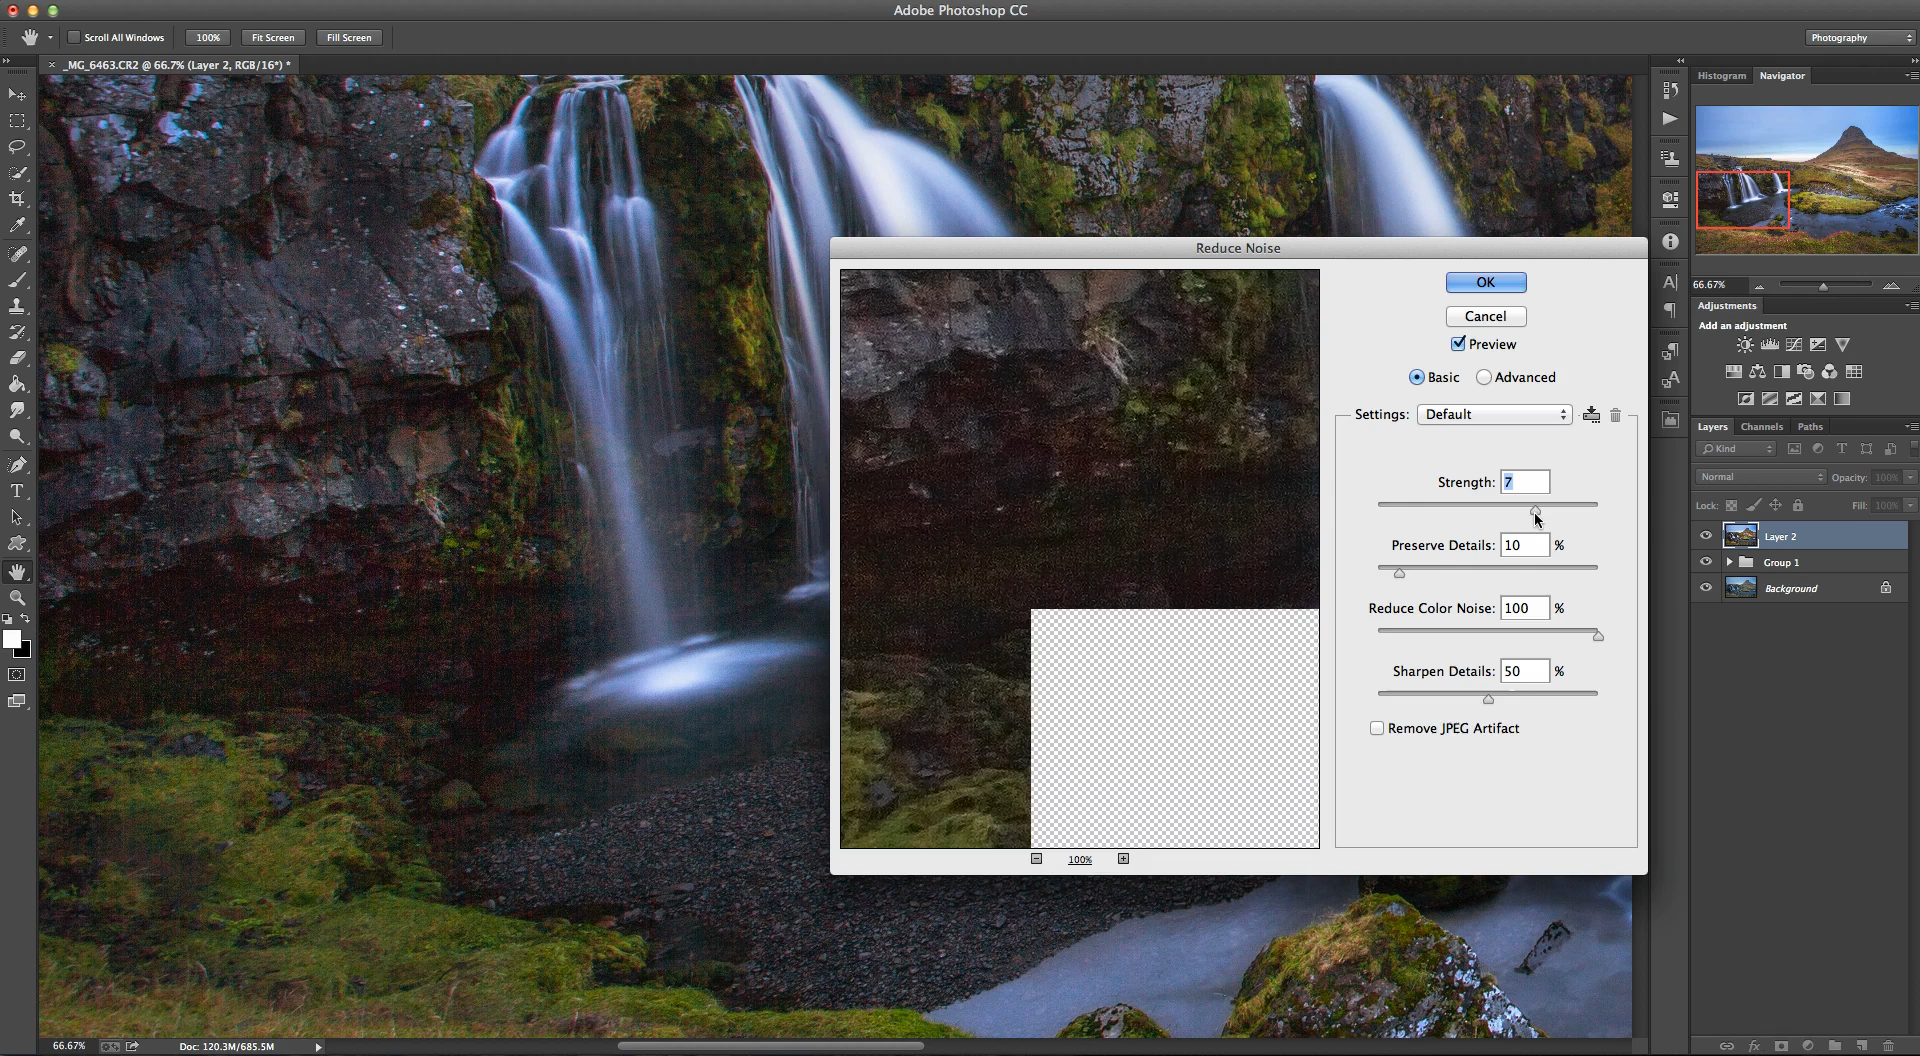 Adobe Photoshop CC
Scroll All Windows
100%
Fit Screen
Fill Screen
Photography
× _MG_6463.CR2 @ 66.7% (Layer 2, RGB/16*) *
Histogram
Navigator
66.67%
Adjustments
Add an adjustment
Layers
Channels
Paths
Kind
Normal
Opacity: 100%
Lock:
Fill: 100%
Layer 2
Group 1
Background
Reduce Noise
OK
Cancel
Preview
Basic
Advanced
Settings: Default
Strength: 7
Preserve Details: 10 %
Reduce Color Noise: 100 %
Sharpen Details: 50 %
Remove JPEG Artifact
100%
66.67%
Doc: 120.3M/685.5M